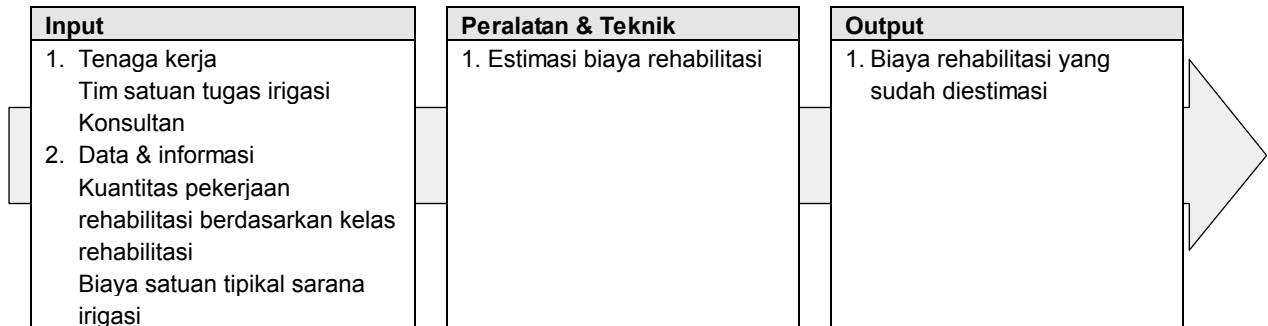 Input
1. Tenaga kerja
Tim satuan tugas irigasi
Konsultan
2. Data & informasi
Kuantitas pekerjaan
rehabilitasi berdasarkan kelas
rehabilitasi
Biaya satuan tipikal sarana
irigasi
Peralatan & Teknik
1. Estimasi biaya rehabilitasi
Output
1. Biaya rehabilitasi yang
sudah diestimasi